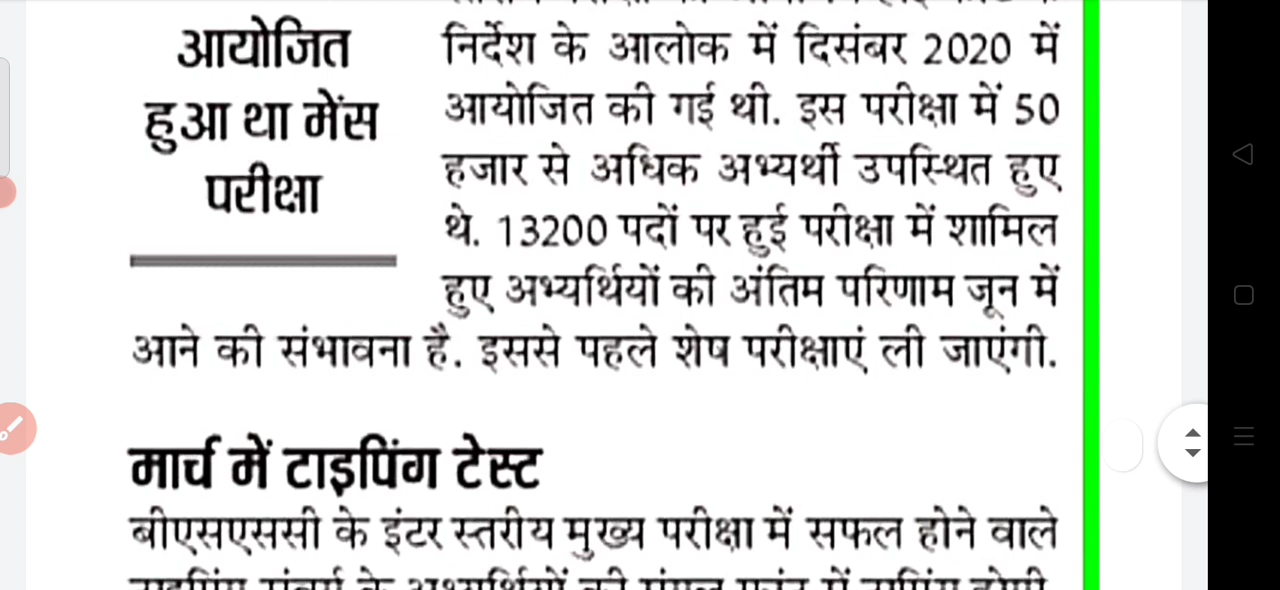 आयोजित
हुआ था मेंस
परीक्षा
निर्देश के आलोक में दिसंबर 2020 में
आयोजित की गई थी. इस परीक्षा में 50
हजार से अधिक अभ्यर्थी उपस्थित हुए
थे. 13200 पदों पर हुई परीक्षा में शामिल
हुए अभ्यर्थियों की अंतिम परिणाम जून में
आने की संभावना है. इससे पहले शेष परीक्षाएं ली जाएंगी.
मार्च में टाइपिंग टेस्ट
बीएसएससी के इंटर स्तरीय मुख्य परीक्षा में सफल होने वाले